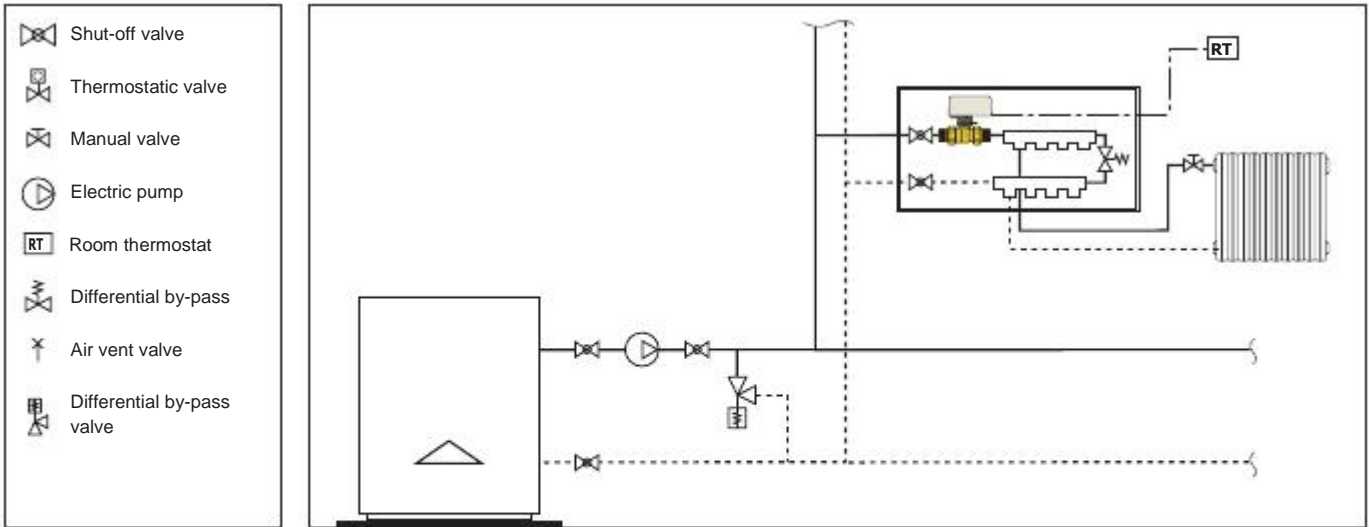 Shut-off valve
Thermostatic valve
Manual valve
Electric pump
RT Room thermostat
Differential by-pass
Air vent valve
Differential by-pass
valve
RT